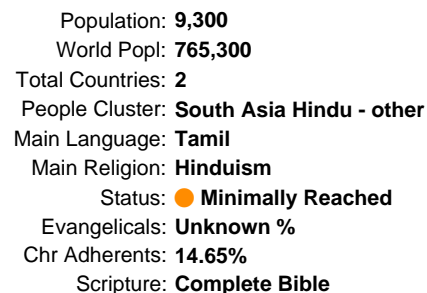 Population: 9,300
World Popl: 765,300
Total Countries: 2
People Cluster: South Asia Hindu - other
Main Language: Tamil
Main Religion: Hinduism
Status: Minimally Reached
Evangelicals: Unknown %
Chr Adherents: 14.65%
Scripture: Complete Bible